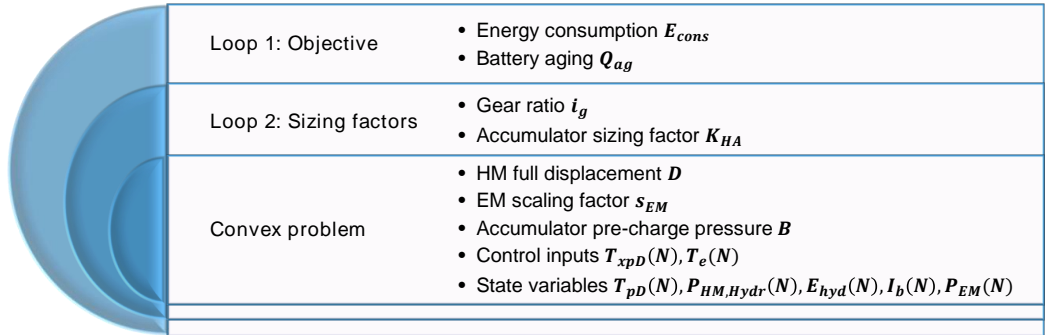 Loop 1: Objective
• Energy consumption E_cons
• Battery aging Q_ag
Loop 2: Sizing factors
• Gear ratio i_g
• Accumulator sizing factor K_HA
Convex problem
• HM full displacement D
• EM scaling factor s_EM
• Accumulator pre-charge pressure B
• Control inputs T_xpD(N), T_e(N)
• State variables T_pD(N), P_HM,Hydr(N), E_hyd(N), I_b(N), P_EM(N)